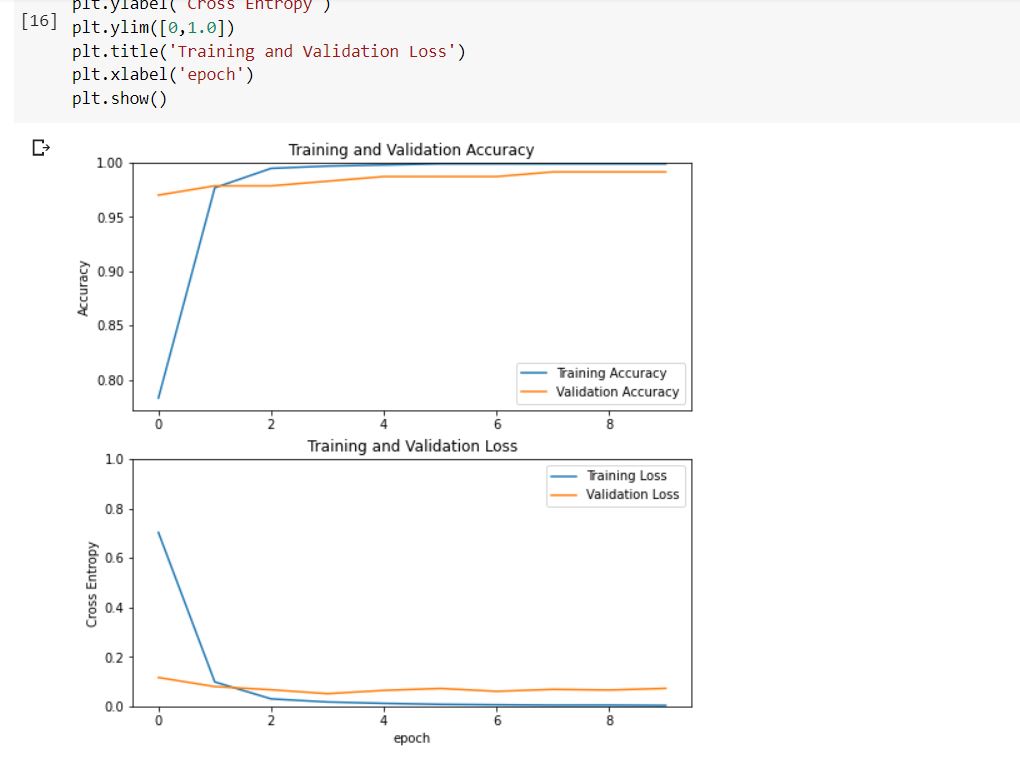 plt.ylabel('Cross Entropy')
[16] plt.ylim([0,1.0])
plt.title('Training and Validation Loss')
plt.xlabel('epoch')
plt.show()
Training and Validation Accuracy
1.00
0.95
0.90
0.85
0.80
Accuracy
Training Accuracy
Validation Accuracy
0 2 4 6 8
Training and Validation Loss
1.0
0.8
0.6
0.4
0.2
0.0
Cross Entropy
Training Loss
Validation Loss
0 2 4 6 8
epoch